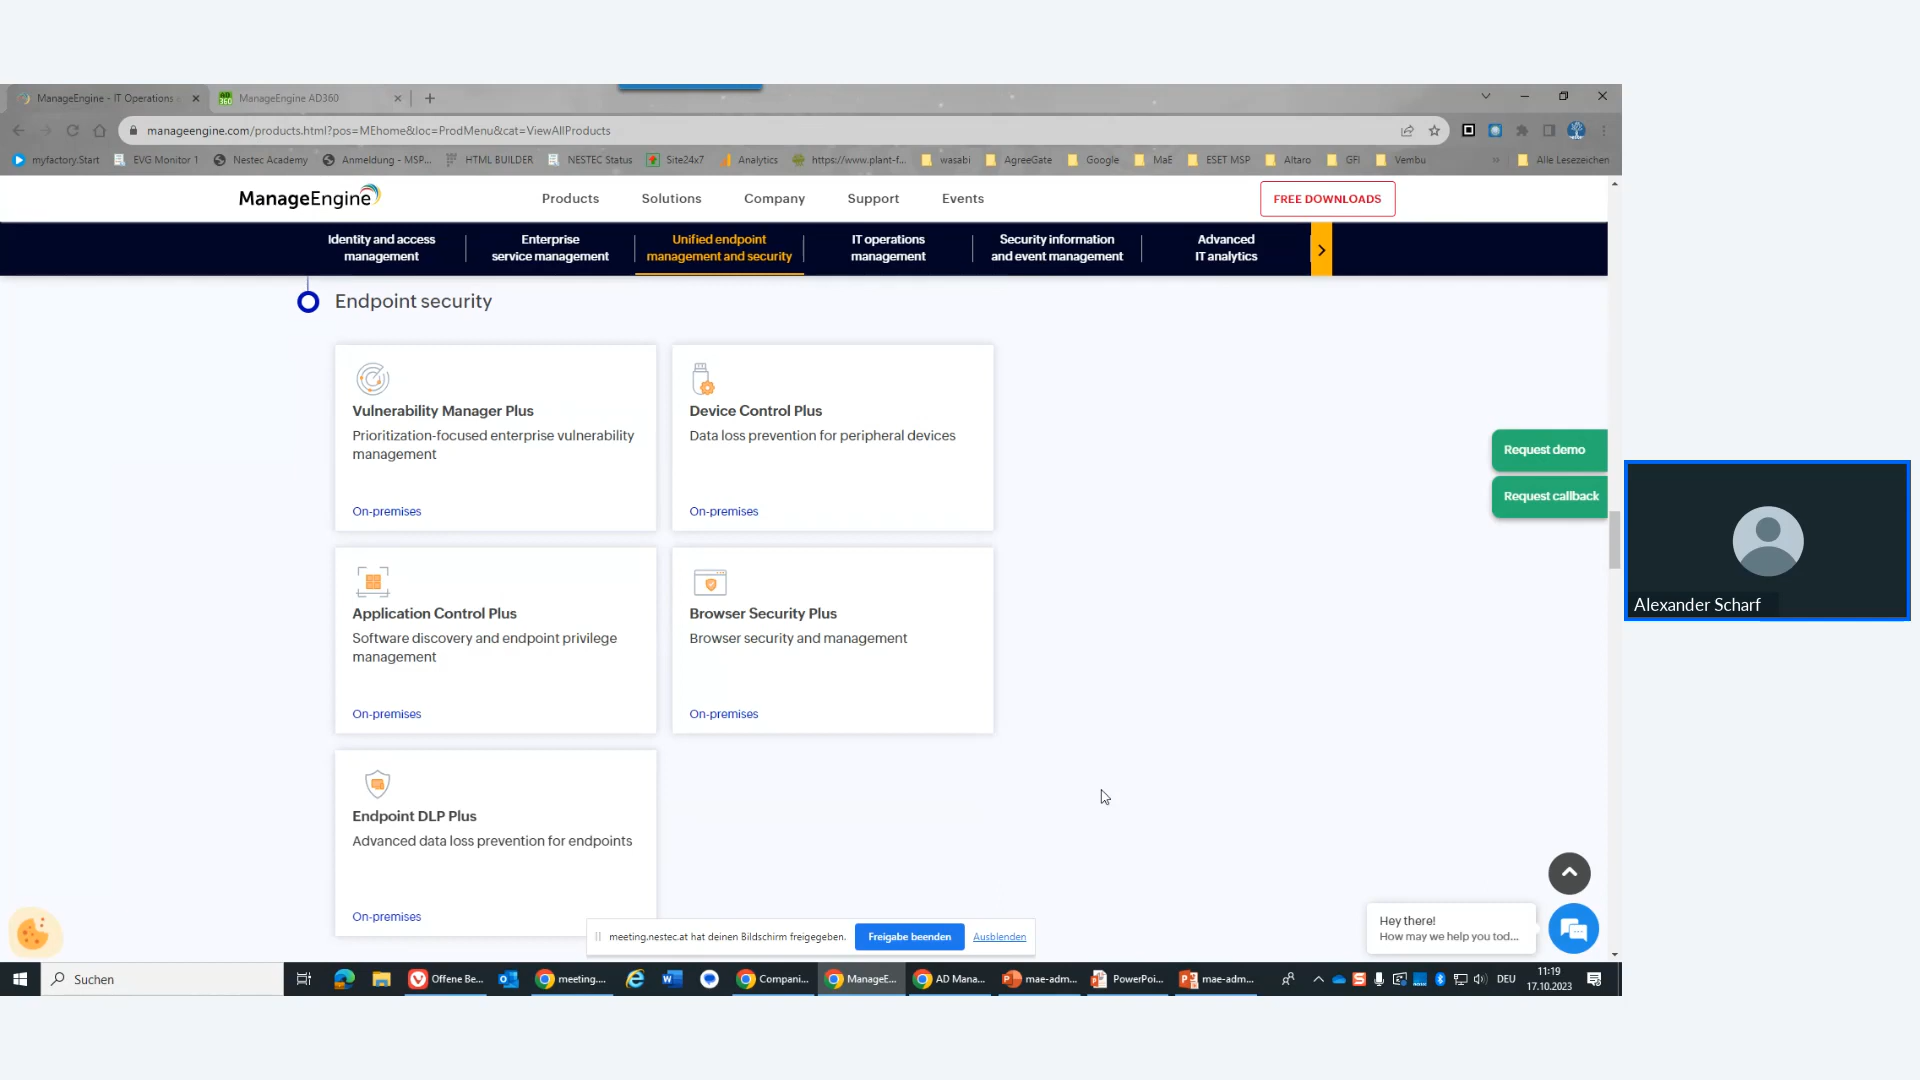 ManageEngine - IT Operations
ManageEngine AD360
manageengine.com/products.html?pos=MEhome&loc=ProdMenu&cat=ViewAllProducts
myfactory.Start
EVG Monitor 1
Nestec Academy
Anmeldung - MSP...
HTML BUILDER
NESTEC Status
Site24x7
Analytics
https://www.plant-f...
wasabi
AgreeGate
Google
MaE
ESET MSP
Altaro
GFI
Vembu
»
Alle Lesezeichen
ManageEngine
Products
Solutions
Company
Support
Events
FREE DOWNLOADS
Identity and access
management
Enterprise
service management
Unified endpoint
management and security
IT operations
management
Security information
and event management
Advanced
IT analytics
Endpoint security
Vulnerability Manager Plus
Prioritization-focused enterprise vulnerability
management
On-premises
Device Control Plus
Data loss prevention for peripheral devices
On-premises
Request demo
Request callback
Alexander Scharf
Application Control Plus
Software discovery and endpoint privilege
management
On-premises
Browser Security Plus
Browser security and management
On-premises
Endpoint DLP Plus
Advanced data loss prevention for endpoints
On-premises
meeting.nestec.at hat deinen Bildschirm freigegeben.
Freigabe beenden
Ausblenden
Hey there!
How may we help you tod...
Suchen
Offene Be...
meeting....
Compani...
ManageE...
AD Mana...
mae-adm...
PowerPoi...
mae-adm...
DEU
11:19
17.10.2023